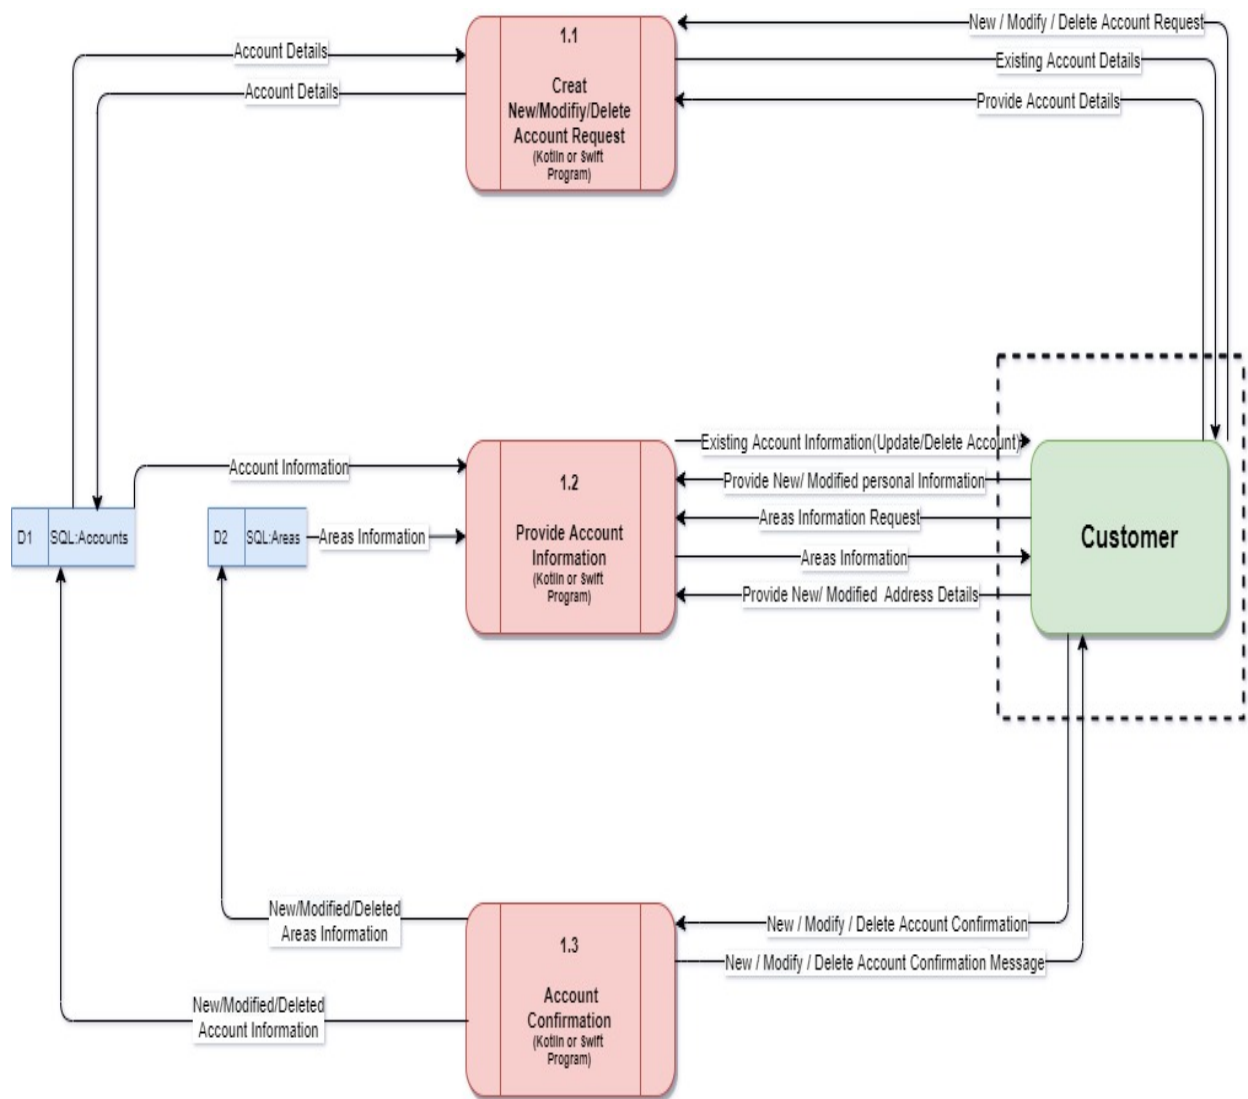 1.1
Creat
New/Modifiy/Delete
Account Request
(Kotlin or Swift
Program)
Account Details
Account Details
New / Modify / Delete Account Request
Existing Account Details
Provide Account Details
Existing Account Information(Update/Delete Account)
Provide New/ Modified personal Information
Areas Information Request
Areas Information
Provide New/ Modified Address Details
Account Information
Areas Information
D1
SQL:Accounts
D2
SQL:Areas
1.2
Provide Account
Information
(Kotlin or Swift
Program)
Customer
New/Modified/Deleted
Areas Information
New/Modified/Deleted
Account Information
1.3
Account
Confirmation
(Kotlin or Swift
Program)
New / Modify / Delete Account Confirmation
New / Modify / Delete Account Confirmation Message